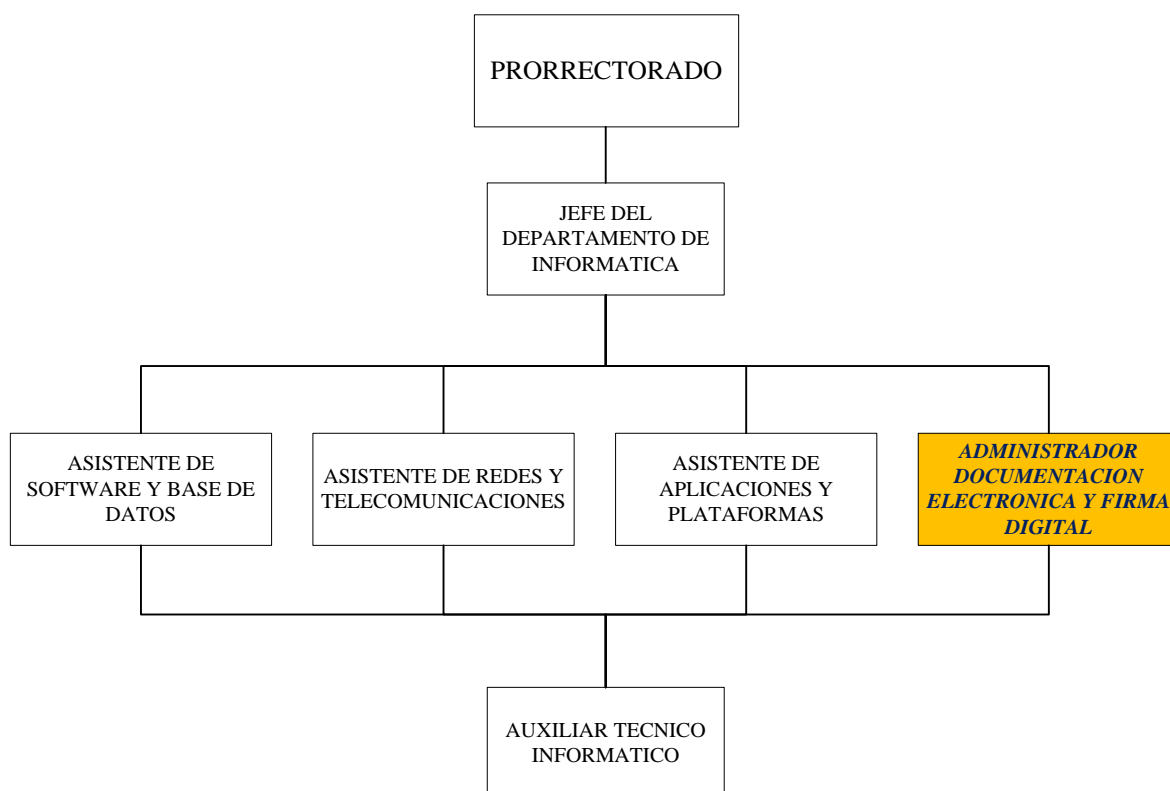 PRORRECTORADO
JEFE DEL
DEPARTAMENTO DE
INFORMATICA
ASISTENTE DE
SOFTWARE Y BASE DE
DATOS
ASISTENTE DE REDES Y
TELECOMUNICACIONES
ASISTENTE DE
APLICACIONES Y
PLATAFORMAS
ADMINISTRADOR
DOCUMENTACION
ELECTRONICA Y FIRMA
DIGITAL
AUXILIAR TECNICO
INFORMATICO